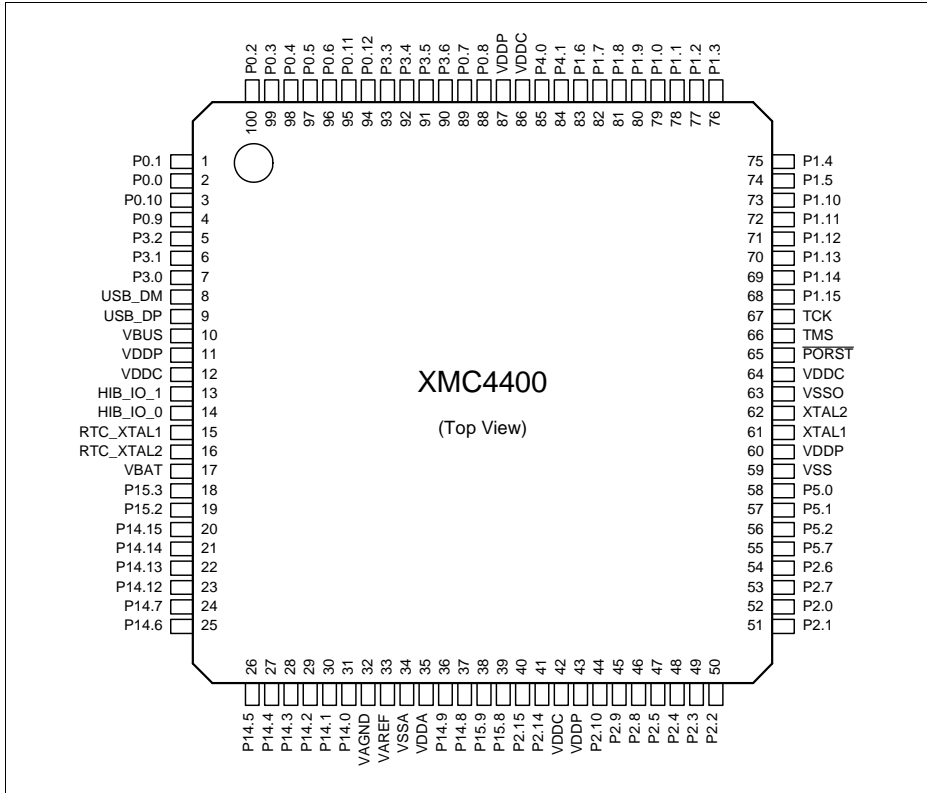 P0.2 P0.3 P0.4 P0.5 P0.6 P0.11 P0.12 P3.3 P3.4 P3.5 P3.6 P0.7 P0.8 VDDP VDDC P4.0 P4.1 P1.6 P1.7 P1.8 P1.9 P1.0 P1.1 P1.2 P1.3
100 99 98 97 96 95 94 93 92 91 90 89 88 87 86 85 84 83 82 81 80 79 78 77 76
P0.1 1 75 P1.4
P0.0 2 74 P1.5
P0.10 3 73 P1.10
P0.9 4 72 P1.11
P3.2 5 71 P1.12
P3.1 6 70 P1.13
P3.0 7 69 P1.14
USB_DM 8 68 P1.15
USB_DP 9 67 TCK
VBUS 10 66 TMS
VDDP 11 65 PORST
VDDC 12 64 VDDC
XMC4400
HIB_IO_1 13 63 VSSO
HIB_IO_0 14 62 XTAL2
(Top View)
RTC_XTAL1 15 61 XTAL1
RTC_XTAL2 16 60 VDDP
VBAT 17 59 VSS
P15.3 18 58 P5.0
P15.2 19 57 P5.1
P14.15 20 56 P5.2
P14.14 21 55 P5.7
P14.13 22 54 P2.6
P14.12 23 53 P2.7
P14.7 24 52 P2.0
P14.6 25 51 P2.1
26 27 28 29 30 31 32 33 34 35 36 37 38 39 40 41 42 43 44 45 46 47 48 49 50
P14.5 P14.4 P14.3 P14.2 P14.1 P14.0 VAGND VAREF VSSA VDDA P14.9 P14.8 P15.9 P15.8 P2.15 P2.14 VDDC VDDP P2.10 P2.9 P2.8 P2.5 P2.4 P2.3 P2.2